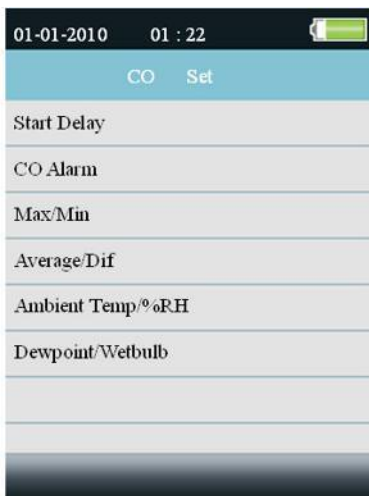 01-01-2010 01 : 22
CO Set
Start Delay
CO Alarm
Max/Min
Average/Dif
Ambient Temp/%RH
Dewpoint/Wetbulb